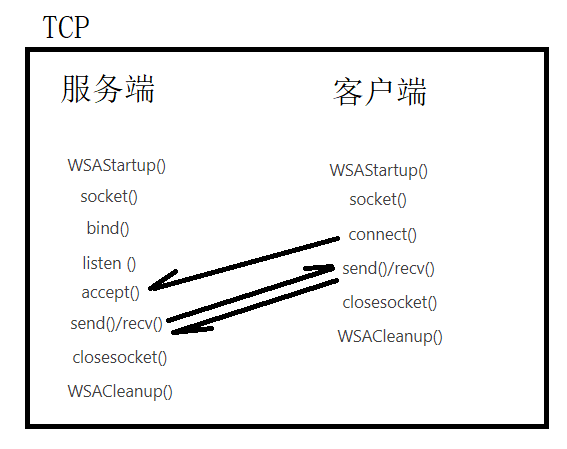 TCP
服务端
WSAStartup()
socket()
bind()
listen ()
accept()
send()/recv()
closesocket()
WSACleanup()
客户端
WSAStartup()
socket()
connect()
send()/recv()
closesocket()
WSACleanup()